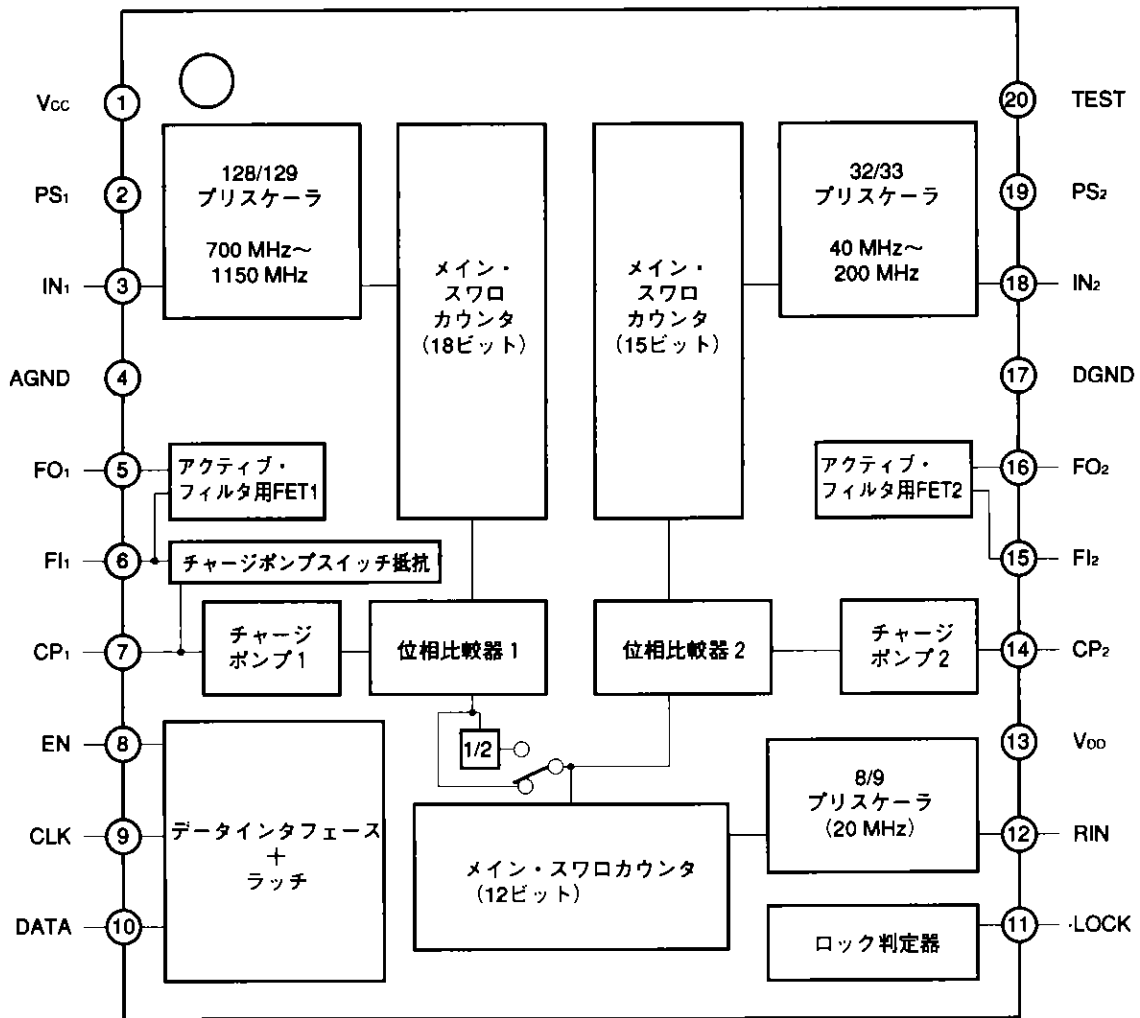 VCC
1
20
TEST
128/129
プリスケーラ
700 MHz～
1150 MHz
メイン・
スワロ
カウンタ
(18ビット)
メイン・
スワロ
カウンタ
(15ビット)
32/33
プリスケーラ
40 MHz～
200 MHz
PS1
2
19
PS2
IN1
3
18
IN2
AGND
4
17
DGND
FO1
5
アクティブ・
フィルタ用FET1
アクティブ・
フィルタ用FET2
16
FO2
FI1
6
チャージポンプスイッチ抵抗
15
FI2
CP1
7
チャージ
ポンプ1
位相比較器1
位相比較器2
チャージ
ポンプ2
14
CP2
EN
8
1/2
13
VDD
CLK
9
データインタフェース
+
ラッチ
8/9
プリスケーラ
(20 MHz)
12
RIN
メイン・スワロカウンタ
(12ビット)
DATA
10
ロック判定器
11
LOCK